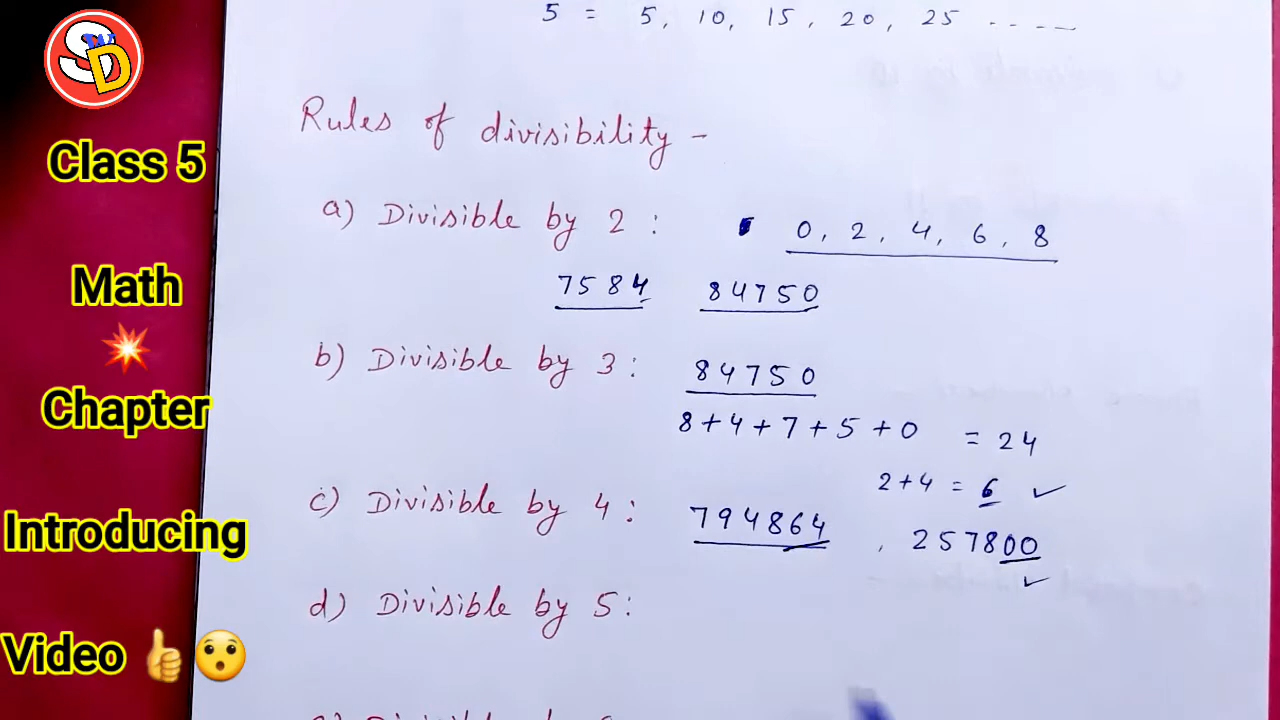 SD
Class 5
Math
Chapter
Introducing
Video
5 = 5, 10, 15, 20, 25 -----
Rules of divisibility -
a) Divisible by 2 : 0, 2, 4, 6, 8
7584 84750
b) Divisible by 3 : 84750
8+4+7+5+0 = 24
2+4 = 6 ✓
c) Divisible by 4 : 794864, 257800
✓
d) Divisible by 5 :